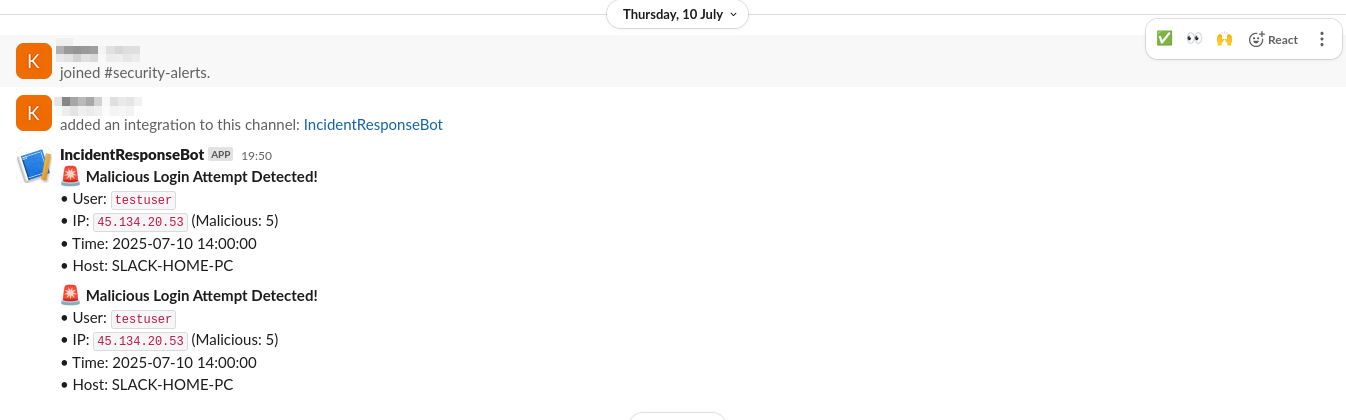 Thursday, 10 July
React
K
joined #security-alerts.
K
added an integration to this channel: IncidentResponseBot
IncidentResponseBot APP 19:50
🚨 Malicious Login Attempt Detected!
• User: testuser
• IP: 45.134.20.53 (Malicious: 5)
• Time: 2025-07-10 14:00:00
• Host: SLACK-HOME-PC
🚨 Malicious Login Attempt Detected!
• User: testuser
• IP: 45.134.20.53 (Malicious: 5)
• Time: 2025-07-10 14:00:00
• Host: SLACK-HOME-PC